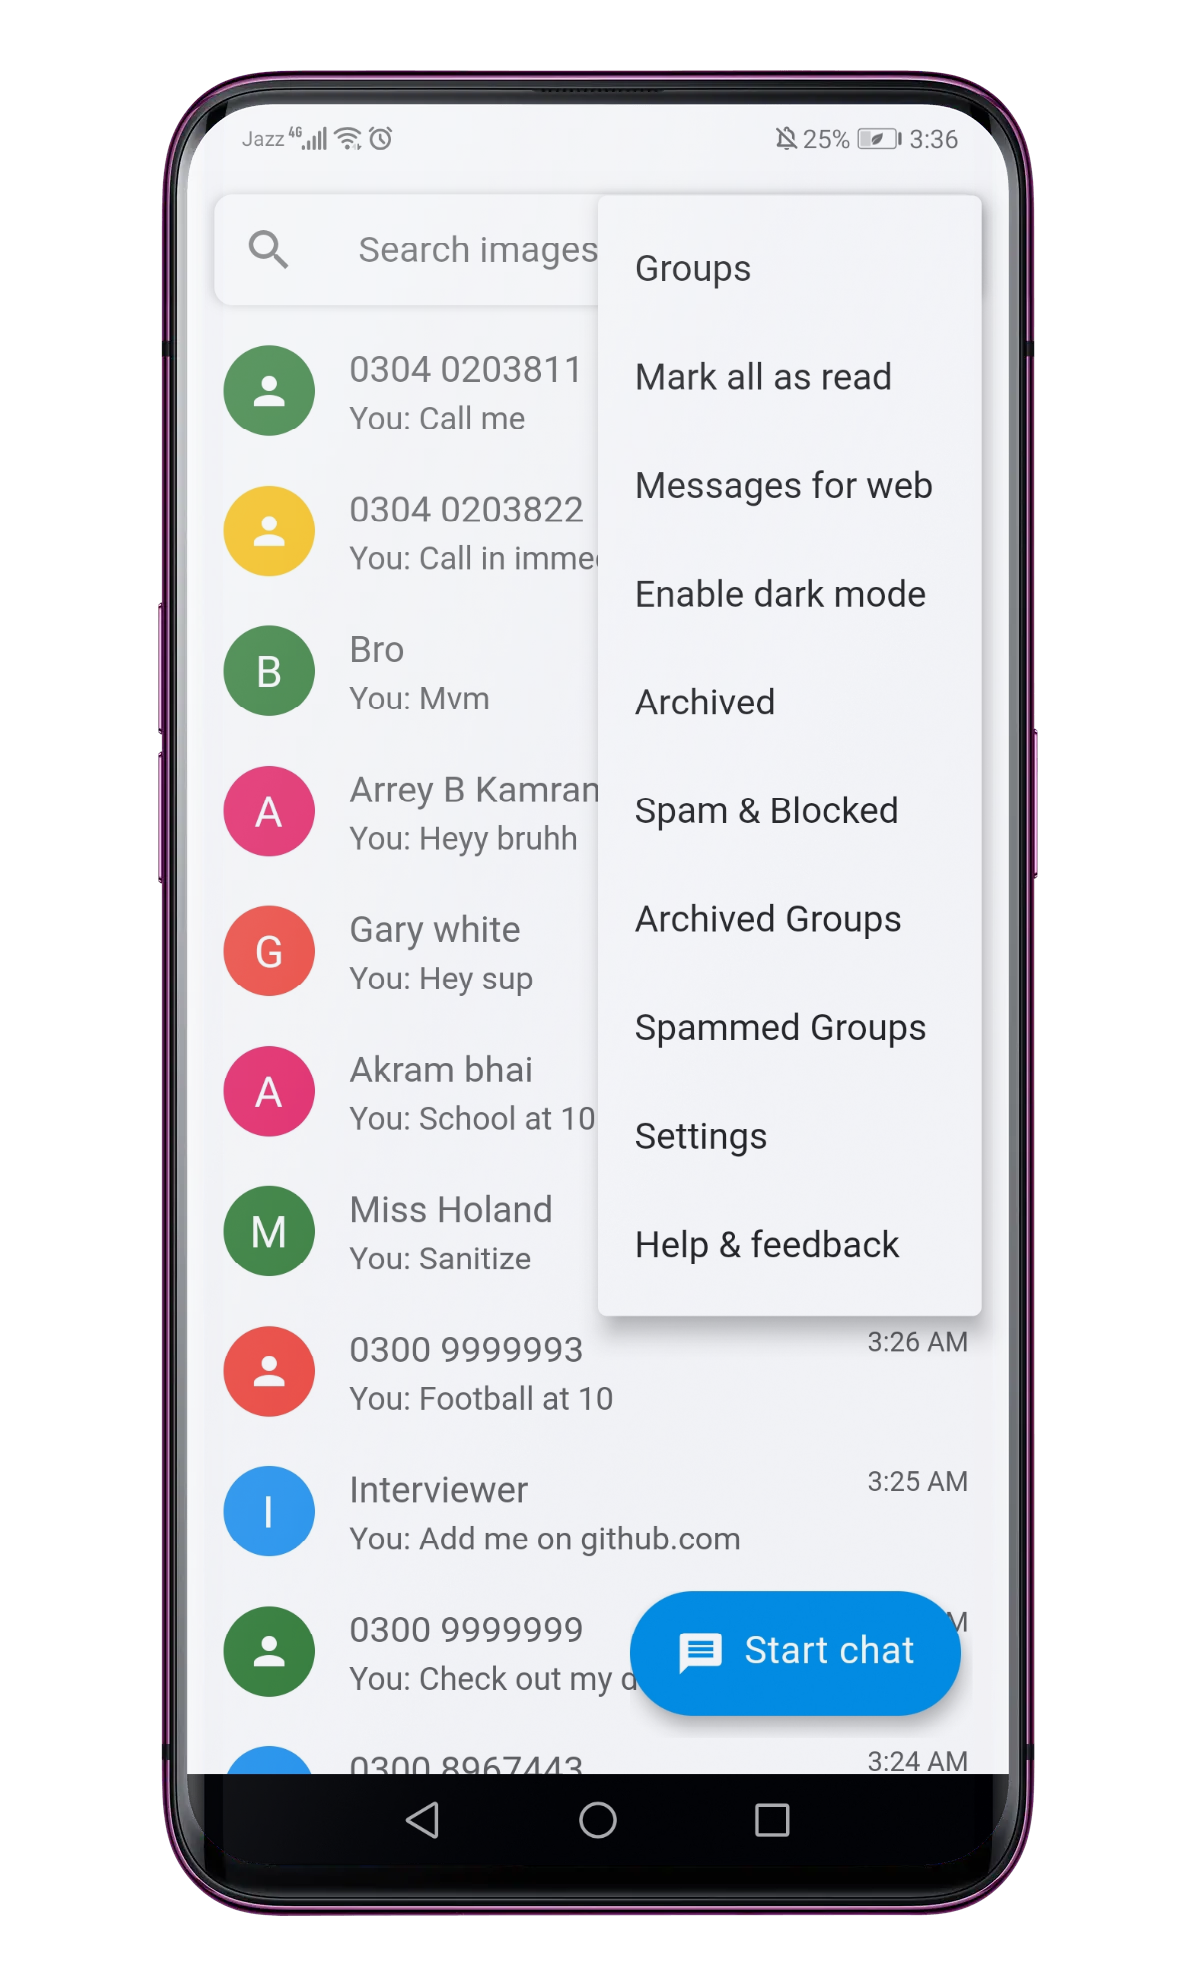 Jazz 4G 25% 3:36
Search images
Groups
Mark all as read
Messages for web
Enable dark mode
Archived
Spam & Blocked
Archived Groups
Spammed Groups
Settings
Help & feedback
0304 0203811
You: Call me
0304 0203822
You: Call in
B
Bro
You: Mvm
A
Arrey B Kamran
You: Heyy bruhh
G
Gary white
You: Hey sup
A
Akram bhai
You: School at 10
M
Miss Holand
You: Sanitize
0300 9999993
3:26 AM
You: Football at 10
I
Interviewer
3:25 AM
You: Add me on github.com
0300 9999999
You: Check out my
Start chat
0300 8967443
3:24 AM